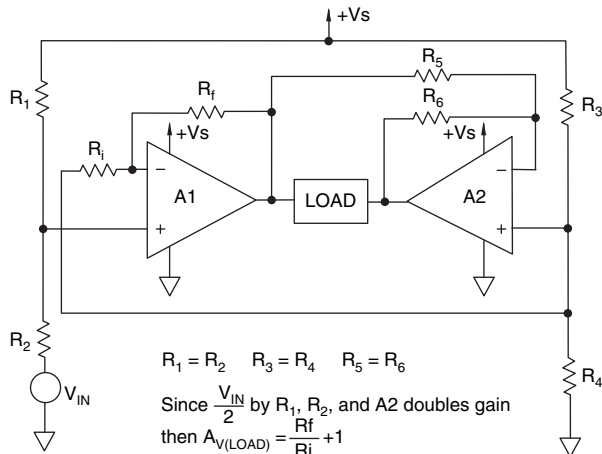 +Vs
R₁
Rf
R₅
R₆
R₃
+Vs
+Vs
Ri
−
A1
+
LOAD
−
A2
+
R₂
VIN
R₄
R₁ = R₂ R₃ = R₄ R₅ = R₆
Since VIN/2 by R₁, R₂, and A2 doubles gain
then AV(LOAD) = Rf/Ri +1